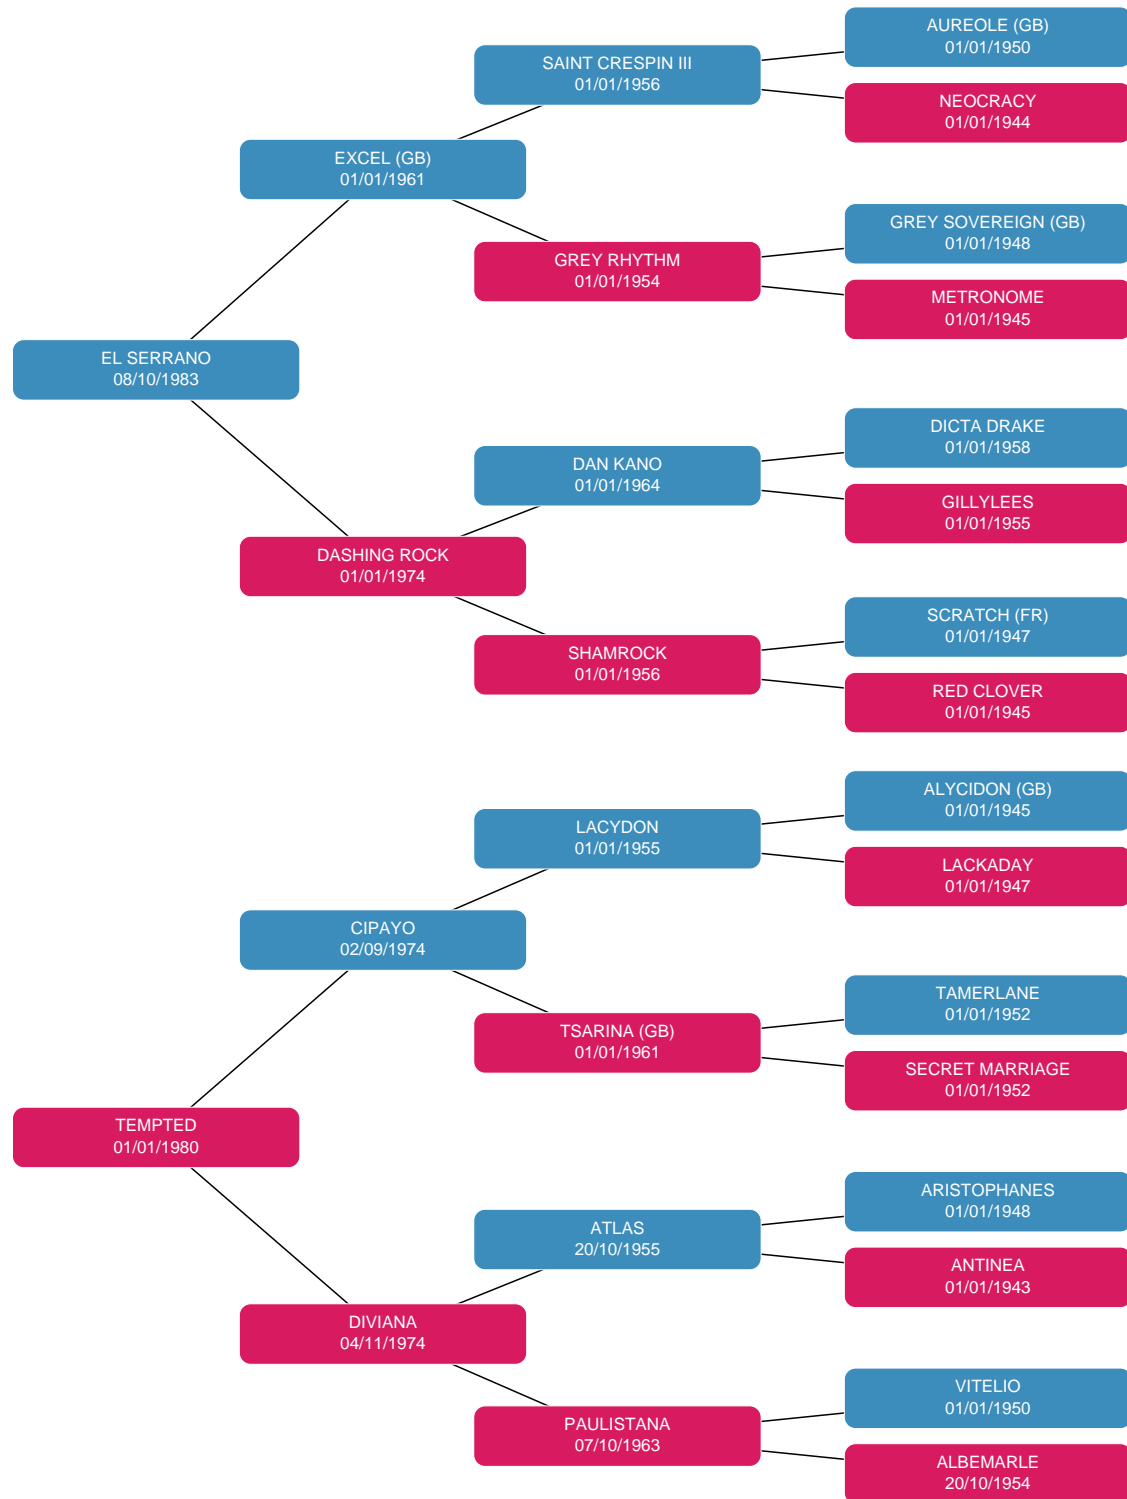 AUREOLE (GB)
01/01/1950
SAINT CRESPIN III
01/01/1956
NEOCRACY
01/01/1944
EXCEL (GB)
01/01/1961
GREY SOVEREIGN (GB)
01/01/1948
GREY RHYTHM
01/01/1954
METRONOME
01/01/1945
EL SERRANO
08/10/1983
DICTA DRAKE
01/01/1958
DAN KANO
01/01/1964
GILLYLEES
01/01/1955
DASHING ROCK
01/01/1974
SCRATCH (FR)
01/01/1947
SHAMROCK
01/01/1956
RED CLOVER
01/01/1945
ALYCIDON (GB)
01/01/1945
LACYDON
01/01/1955
LACKADAY
01/01/1947
CIPAYO
02/09/1974
TAMERLANE
01/01/1952
TSARINA (GB)
01/01/1961
SECRET MARRIAGE
01/01/1952
TEMPTED
01/01/1980
ARISTOPHANES
01/01/1948
ATLAS
20/10/1955
ANTINEA
01/01/1943
DIVIANA
04/11/1974
VITELIO
01/01/1950
PAULISTANA
07/10/1963
ALBEMARLE
20/10/1954